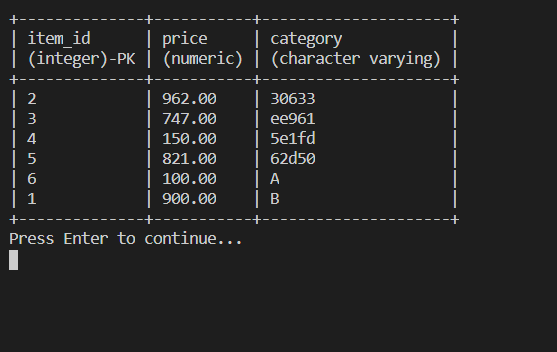 +--------------+-----------+---------------------+
| item_id      | price     | category            |
| (integer)-PK | (numeric) | (character varying) |
+--------------+-----------+---------------------+
| 2            | 962.00    | 30633               |
| 3            | 747.00    | ee961               |
| 4            | 150.00    | 5e1fd               |
| 5            | 821.00    | 62d50               |
| 6            | 100.00    | A                   |
| 1            | 900.00    | B                   |
+--------------+-----------+---------------------+
Press Enter to continue...